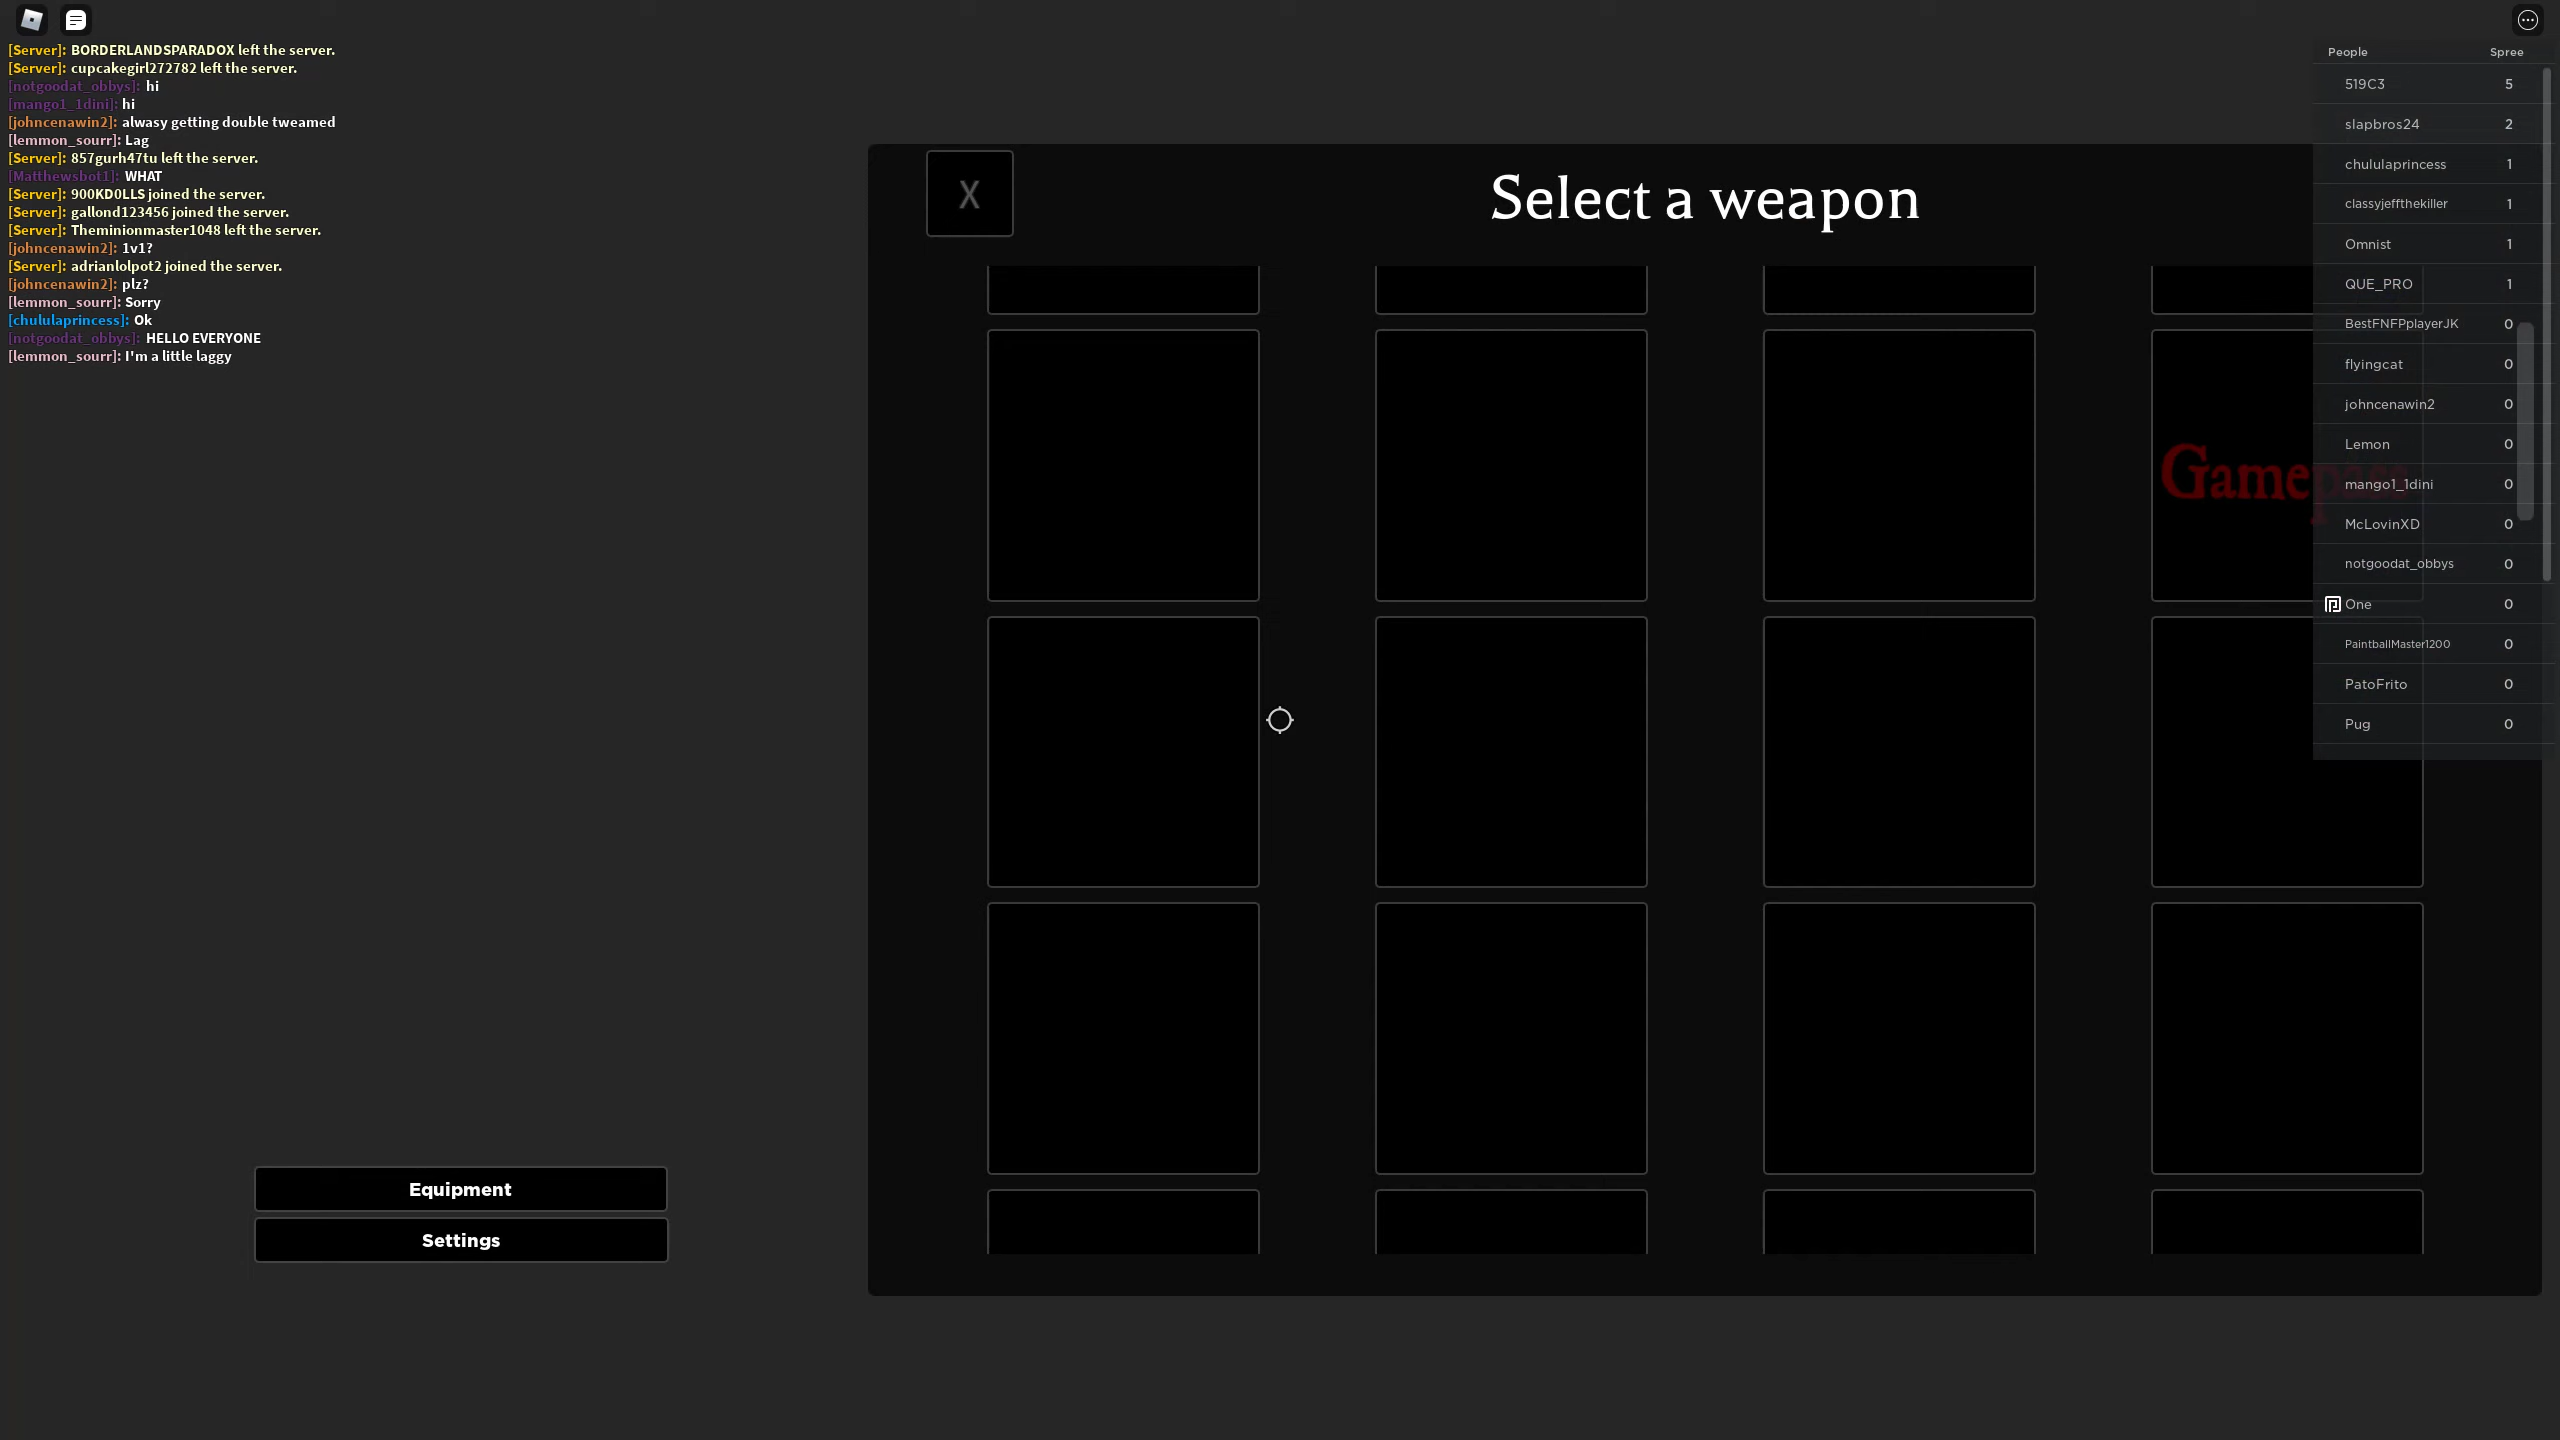 [Server]: BORDERLANDSPARADOX left the server.
[Server]: cupcakegirl272782 left the server.
[notgoodat_obbys]: hi
[mango1_1dini]: hi
[johncenawin2]: alwasy getting double tweamed
[lemmon_sourr]: Lag
[Server]: 857gurh47tu left the server.
[Matthewsbot1]: WHAT
[Server]: 900KD0LLS joined the server.
[Server]: gallond123456 joined the server.
[Server]: Theminionmaster1048 left the server.
[johncenawin2]: 1v1?
[Server]: adrianlolpot2 joined the server.
[johncenawin2]: plz?
[lemmon_sourr]: Sorry
[chululaprincess]: Ok
[notgoodat_obbys]: HELLO EVERYONE
[lemmon_sourr]: I'm a little laggy
Equipment
Settings
X
Select a weapon
Gamepass
People Spree
519C3 5
slapbros24 2
chululaprincess 1
classyjeffthekiller 1
Omnist 1
QUE_PRO 1
BestFNFPplayerJK 0
flyingcat 0
johncenawin2 0
Lemon 0
mango1_1dini 0
McLovinXD 0
notgoodat_obbys 0
One 0
PaintballMaster1200 0
PatoFrito 0
Pug 0